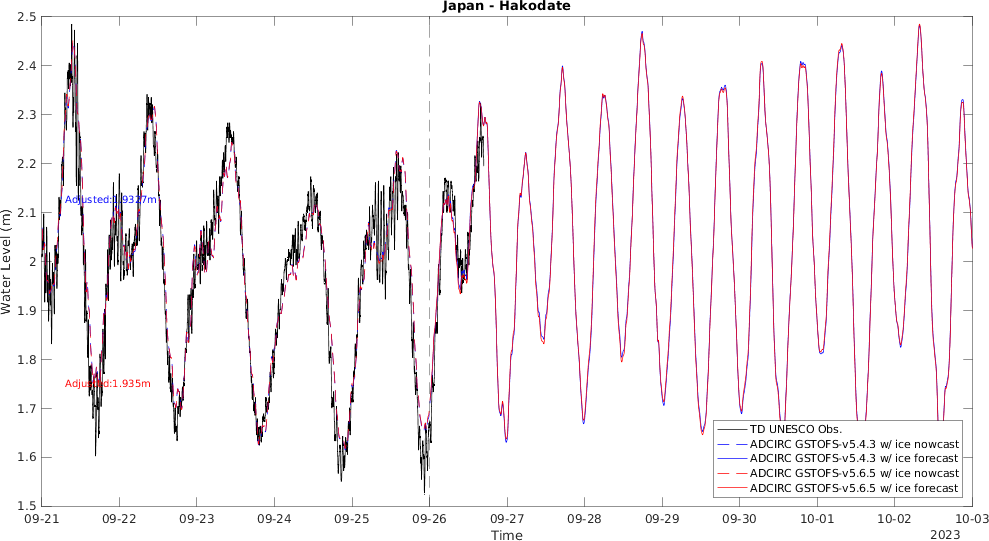 Japan - Hakodate
2.5
2.4
2.3
2.2
2.1
2
1.9
1.8
1.7
1.6
1.5
Water Level (m)
Adjusted:1.9327m
Adjusted:1.935m
TD UNESCO Obs.
ADCIRC GSTOFS-v5.4.3 w/ ice nowcast
ADCIRC GSTOFS-v5.4.3 w/ ice forecast
ADCIRC GSTOFS-v5.6.5 w/ ice nowcast
ADCIRC GSTOFS-v5.6.5 w/ ice forecast
09-21 09-22 09-23 09-24 09-25 09-26 09-27 09-28 09-29 09-30 10-01 10-02 10-03
Time
2023